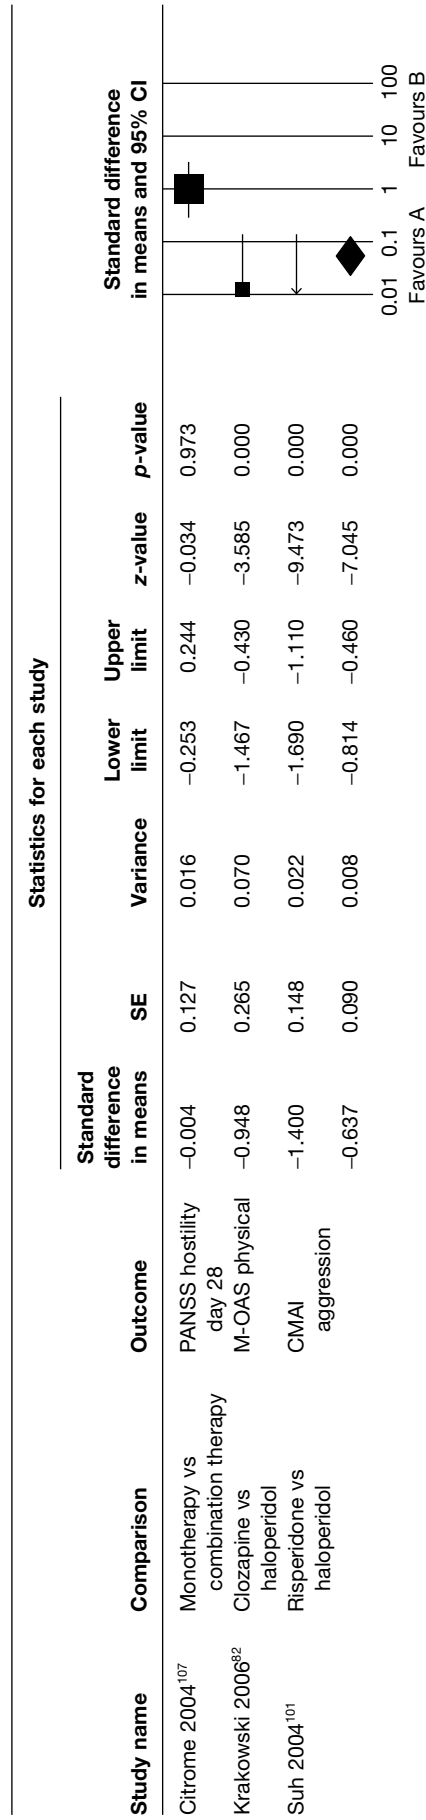 Statistics for each study
Standard difference
in means and 95% CI
Study name Comparison Outcome Standard difference in means SE Variance Lower limit Upper limit z-value p-value
Citrome 2004107 Monotherapy vs PANSS hostility −0.004 0.127 0.016 −0.253 0.244 −0.034 0.973
combination therapy day 28
Krakowski 200682 Clozapine vs M-OAS physical −0.948 0.265 0.070 −1.467 −0.430 −3.585 0.000
haloperidol
Suh 2004101 Risperidone vs CMAI −1.400 0.148 0.022 −1.690 −1.110 −9.473 0.000
haloperidol aggression
−0.637 0.090 0.008 −0.814 −0.460 −7.045 0.000
0.01 0.1 1 10 100
Favours A Favours B